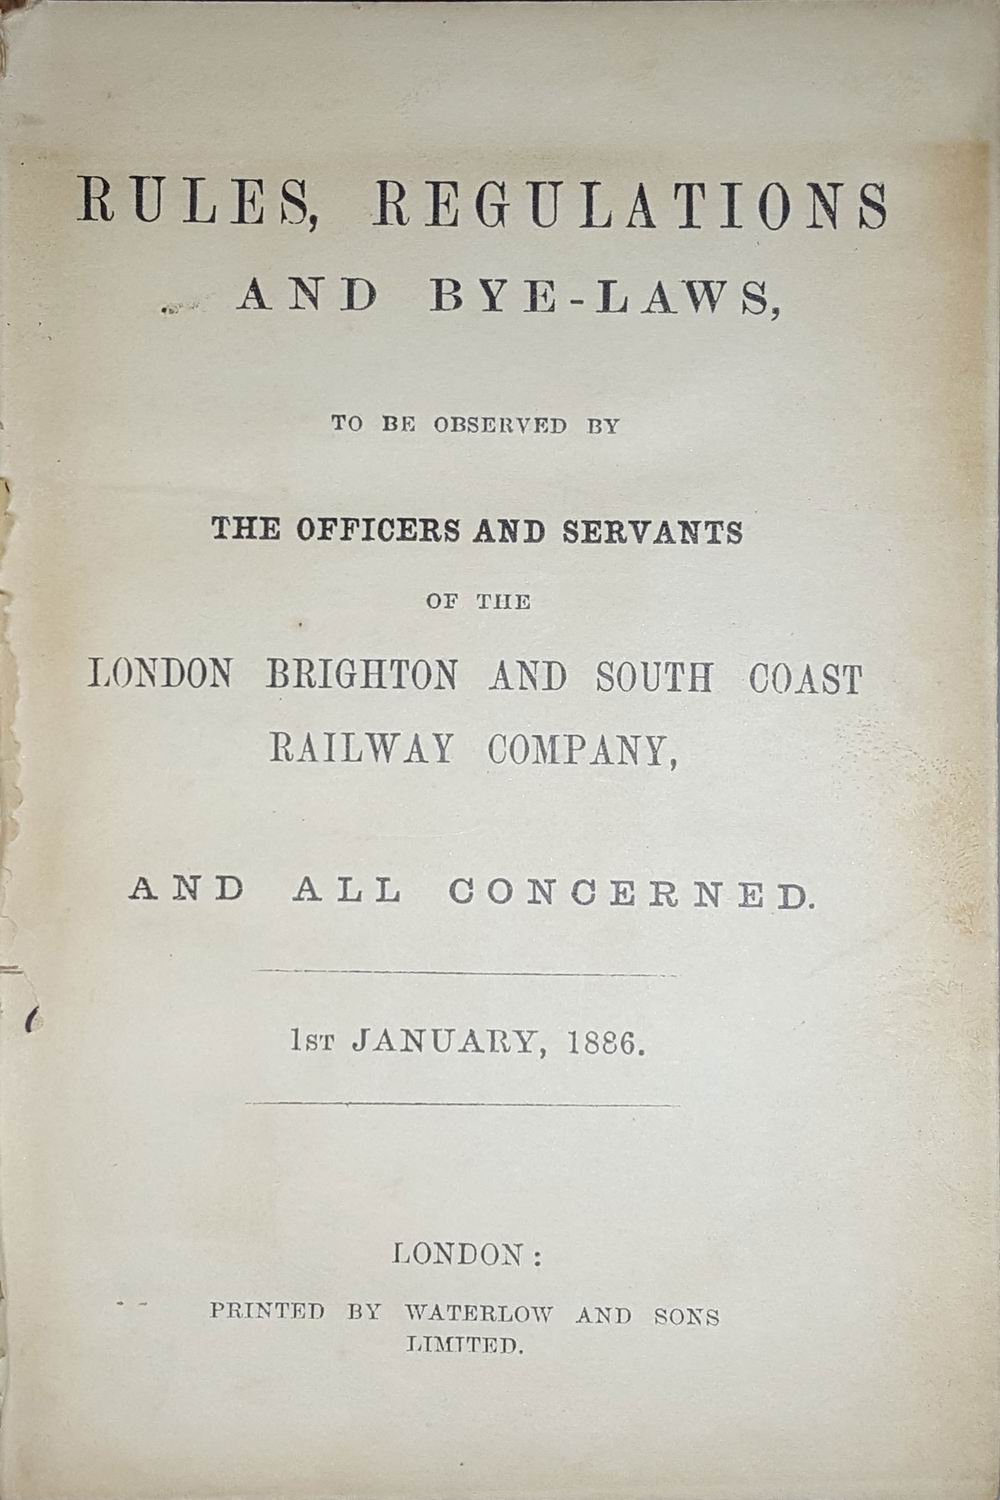 RULES, REGULATIONS
AND BYE-LAWS,
TO BE OBSERVED BY
THE OFFICERS AND SERVANTS
OF THE
LONDON BRIGHTON AND SOUTH COAST
RAILWAY COMPANY,
AND ALL CONCERNED.
1ST JANUARY, 1886.
LONDON:
PRINTED BY WATERLOW AND SONS
LIMITED.